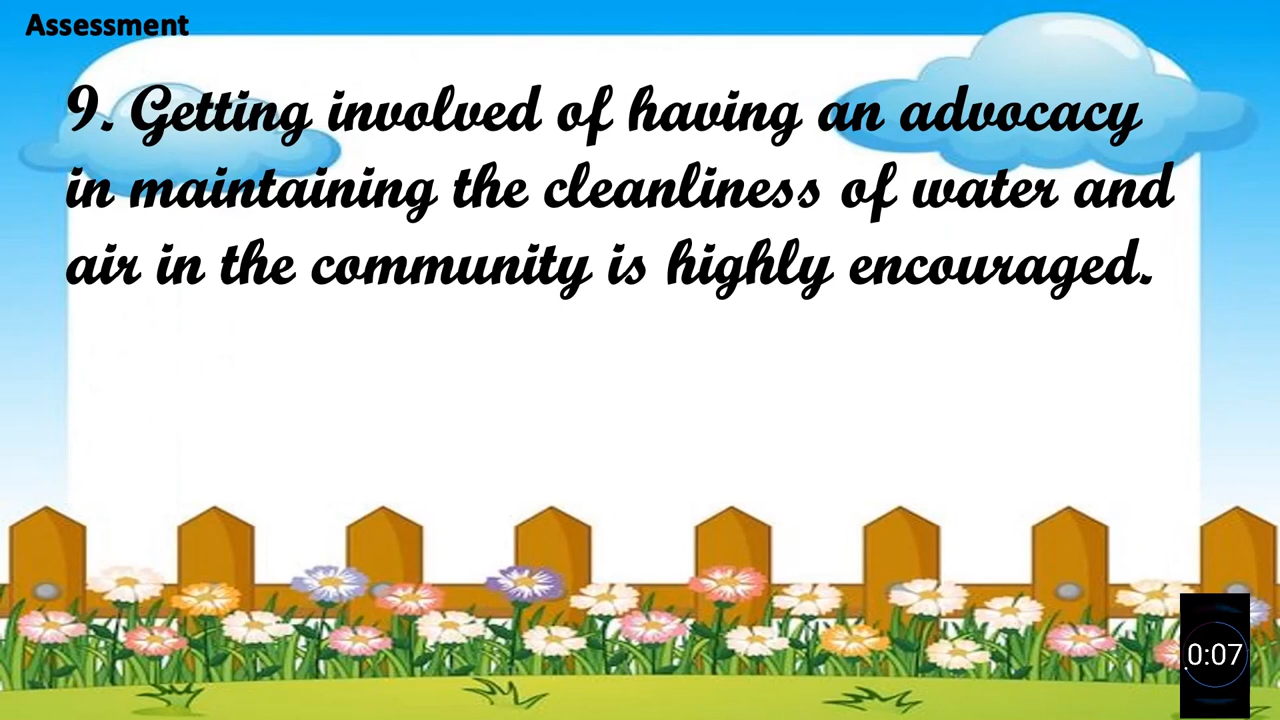 Assessment
9. Getting involved of having an advocacy
in maintaining the cleanliness of water and
air in the community is highly encouraged.
0:07